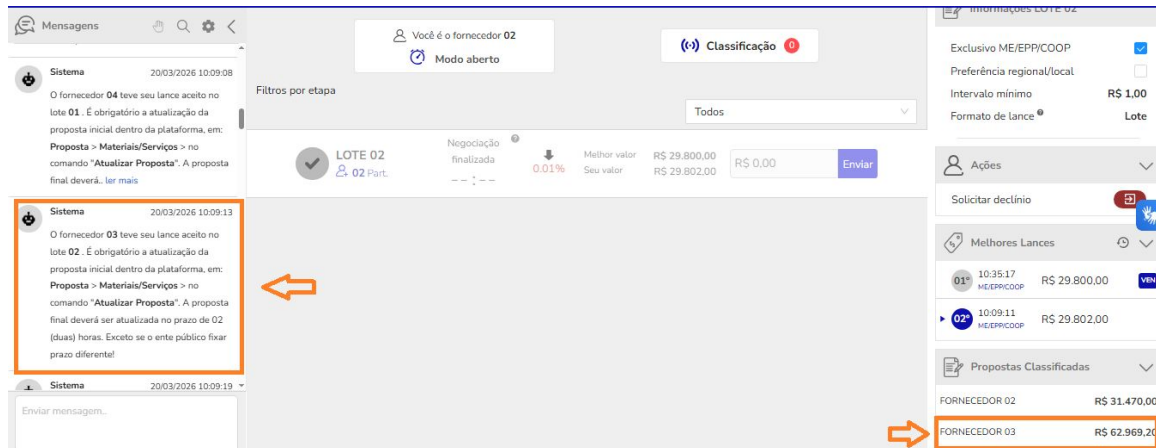 Mensagens
Sistema 20/03/2026 10:09:08
O fornecedor 04 teve seu lance aceito no
lote 01 . É obrigatório a atualização da
proposta inicial dentro da plataforma, em:
Proposta > Materiais/Serviços > no
comando "Atualizar Proposta". A proposta
final deverá.. ler mais
Sistema 20/03/2026 10:09:13
O fornecedor 03 teve seu lance aceito no
lote 02 . É obrigatório a atualização da
proposta inicial dentro da plataforma, em:
Proposta > Materiais/Serviços > no
comando "Atualizar Proposta". A proposta
final deverá ser atualizada no prazo de 02
(duas) horas. Exceto se o ente público fixar
prazo diferente!
Sistema 20/03/2026 10:09:19
Enviar mensagem..
Você é o fornecedor 02
Modo aberto
Classificação 0
Filtros por etapa
Todos
LOTE 02
02 Part.
Negociação
finalizada
--:--
0.01%
Melhor valor R$ 29.800,00
Seu valor R$ 29.802,00
R$ 0,00
Enviar
Informações LOTE 02
Exclusivo ME/EPP/COOP
Preferência regional/local
Intervalo mínimo R$ 1,00
Formato de lance Lote
Ações
Solicitar declínio
Melhores Lances
01° 10:35:17 R$ 29.800,00 VEN
ME/EPP/COOP
02° 10:09:11 R$ 29.802,00
ME/EPP/COOP
Propostas Classificadas
FORNECEDOR 02 R$ 31.470,00
FORNECEDOR 03 R$ 62.969,20